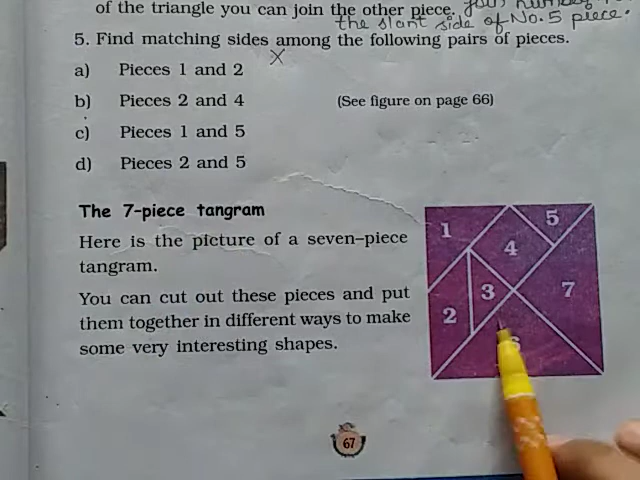 of the triangle you can join the other piece.
the slant side of No. 5 piece.
5. Find matching sides among the following pairs of pieces.
X
a) Pieces 1 and 2
b) Pieces 2 and 4 (See figure on page 66)
c) Pieces 1 and 5
d) Pieces 2 and 5
The 7-piece tangram
Here is the picture of a seven-piece
tangram.
You can cut out these pieces and put
them together in different ways to make
some very interesting shapes.
1
5
4
3
7
2
67